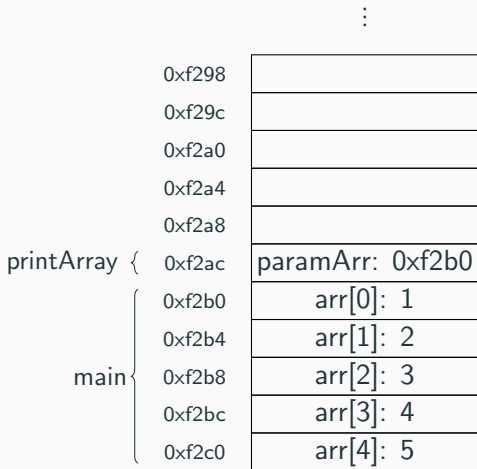 ⋮
0xf298
0xf29c
0xf2a0
0xf2a4
0xf2a8
printArray { 0xf2ac paramArr: 0xf2b0
0xf2b0 arr[0]: 1
0xf2b4 arr[1]: 2
main { 0xf2b8 arr[2]: 3
0xf2bc arr[3]: 4
0xf2c0 arr[4]: 5